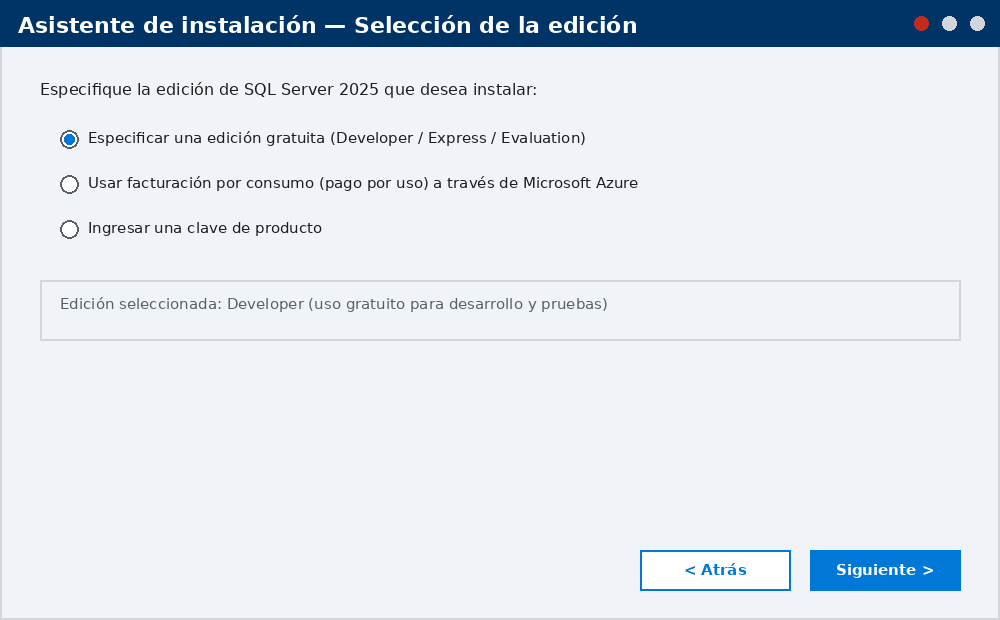 Asistente de instalación — Selección de la edición
Especifique la edición de SQL Server 2025 que desea instalar:
Especificar una edición gratuita (Developer / Express / Evaluation)
Usar facturación por consumo (pago por uso) a través de Microsoft Azure
Ingresar una clave de producto
Edición seleccionada: Developer (uso gratuito para desarrollo y pruebas)
< Atrás
Siguiente >